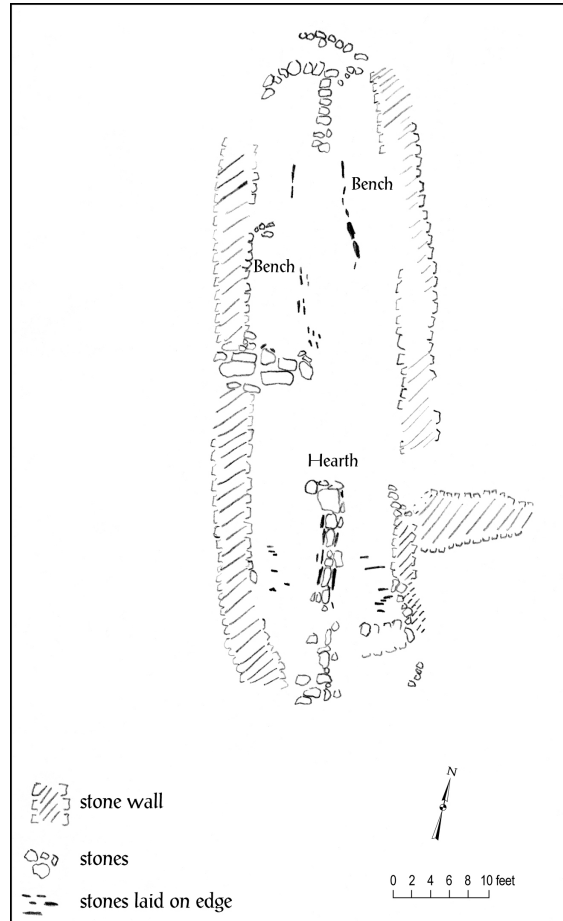 Bench
Bench
Hearth
N
stone wall
stones
stones laid on edge
0 2 4 6 8 10 feet